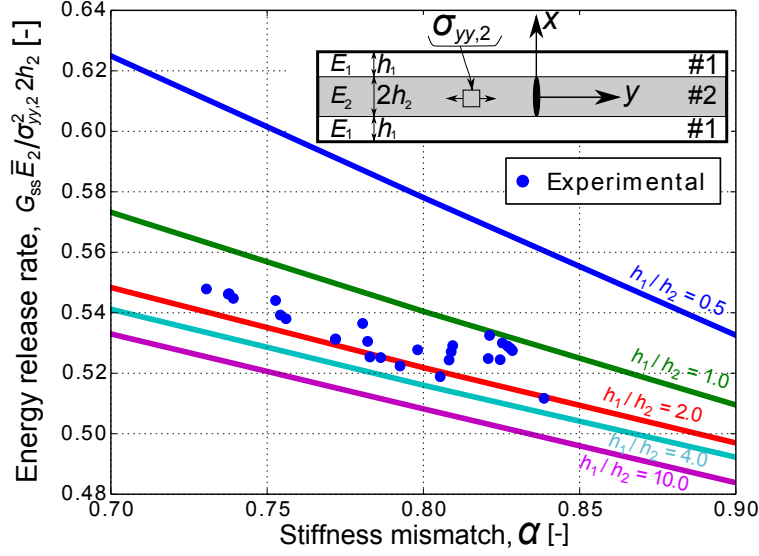 Energy release rate, G_ss Ē_2/σ²_yy,2 2h_2 [-]
0.64
0.62
0.60
0.58
0.56
0.54
0.52
0.50
0.48
σ_yy,2
x
E_1 h_1 #1
E_2 2h_2 y #2
E_1 h_1 #1
Experimental
h_1/h_2 = 0.5
h_1/h_2 = 1.0
h_1/h_2 = 2.0
h_1/h_2 = 4.0
h_1/h_2 = 10.0
0.70 0.75 0.80 0.85 0.90
Stiffness mismatch, α [-]